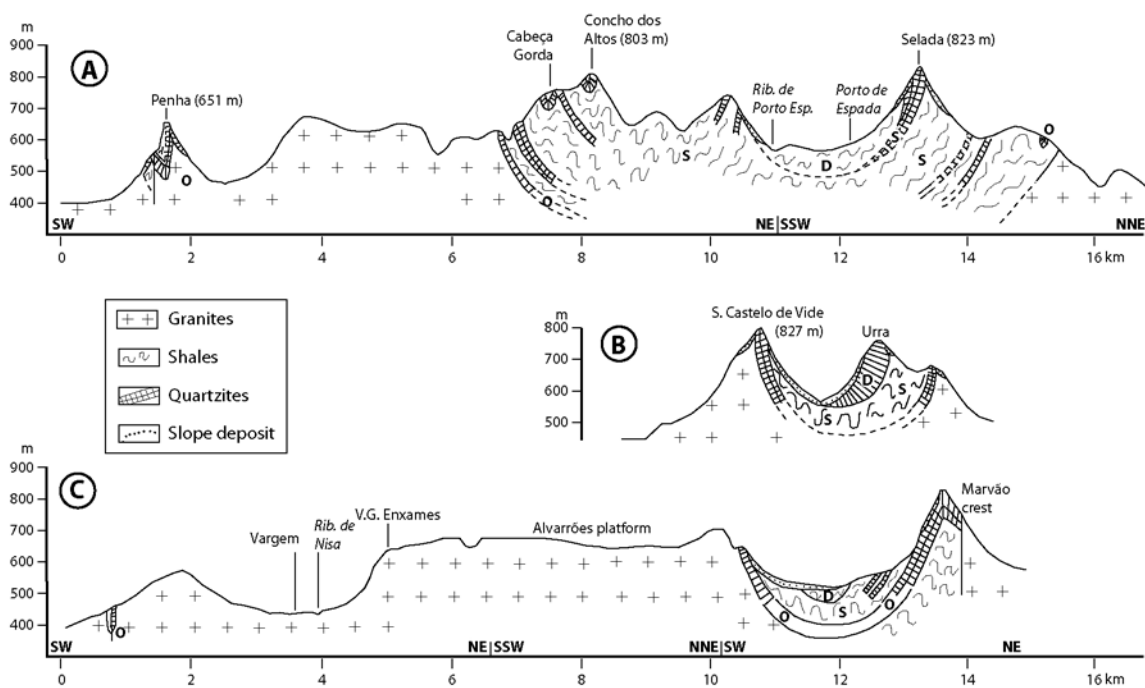 m
900
800
700
600
500
400
A
Penha (651 m)
Cabeça
Gorda
Concho dos
Altos (803 m)
Rib. de
Porto Esp.
Porto de
Espada
Selada (823 m)
O
O
S
D
S
S
O
SW
NE|SSW
NNE
0 2 4 6 8 10 12 14 16 km
Granites
Shales
Quartzites
Slope deposit
m
800
700
600
500
B
S. Castelo de Vide
(827 m)
Urra
D
S
S
m
900
800
700
600
500
400
C
Vargem
Rib. de
Nisa
V.G. Enxames
Alvarrões platform
Marvão
crest
O
D
S
O
O
SW
NE|SSW
NNE|SW
NE
0 2 4 6 8 10 12 14 16 km